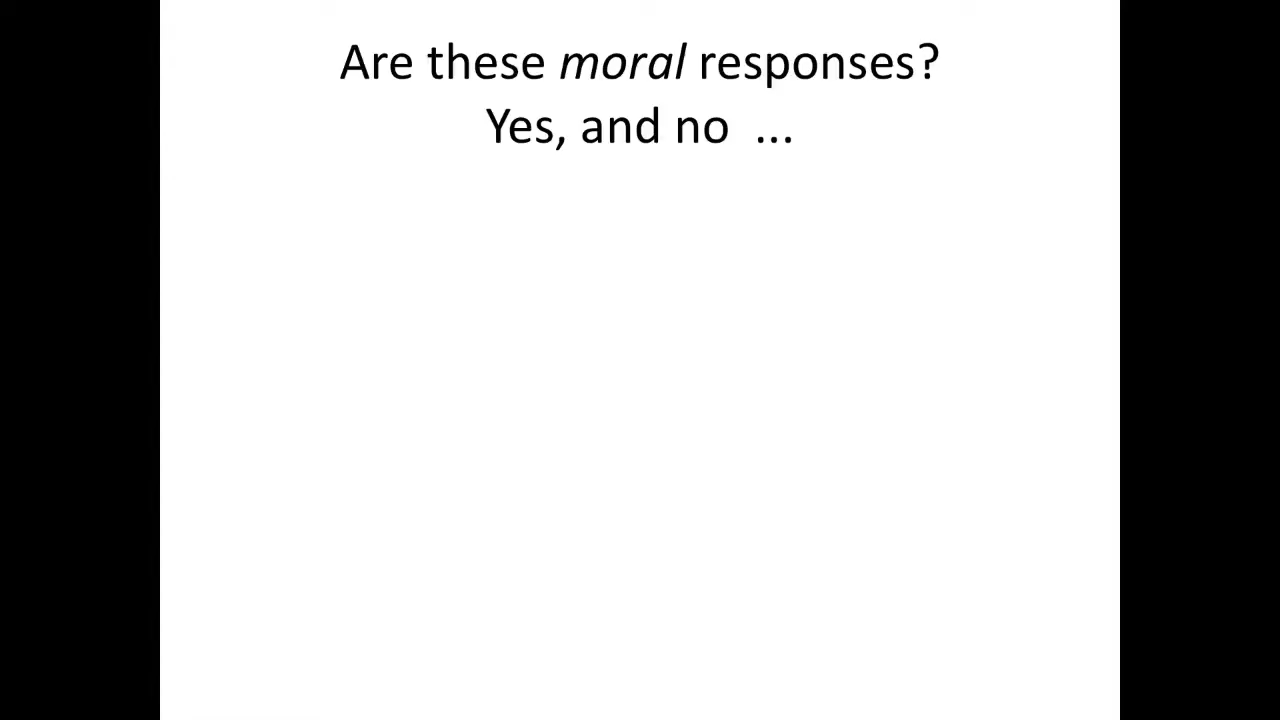 Are these moral responses?
Yes, and no  ...